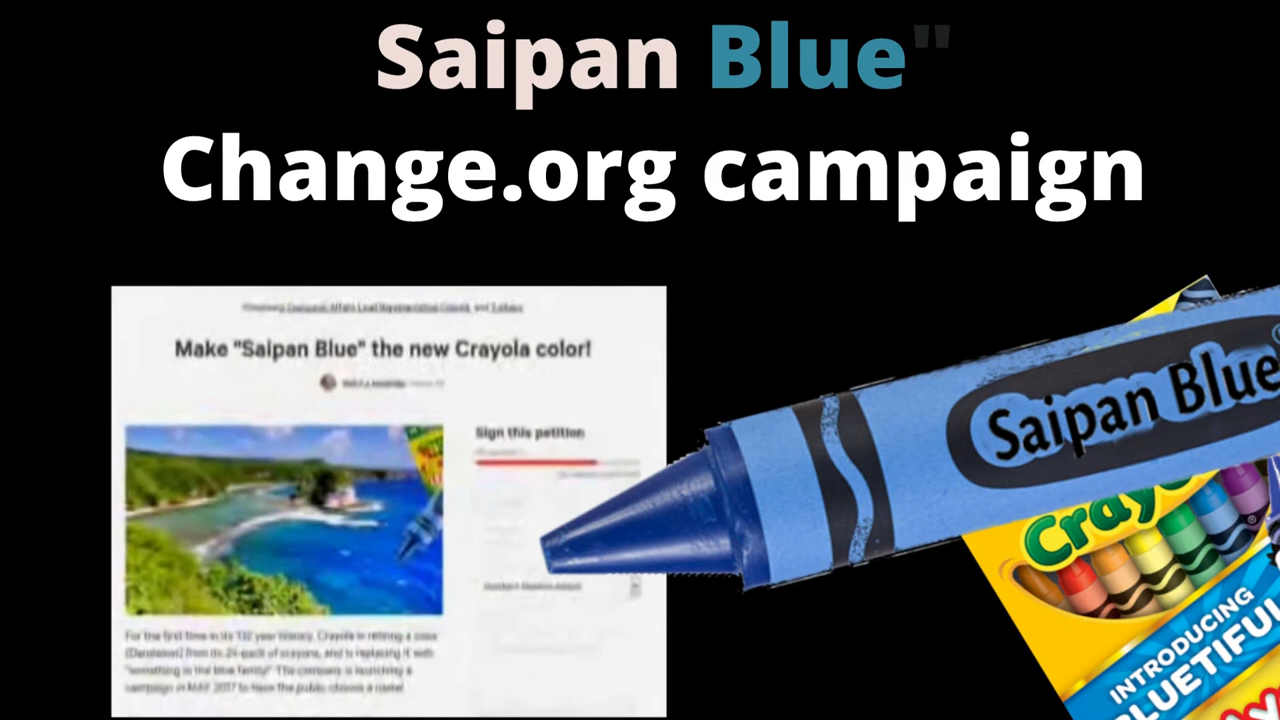 Saipan Blue"
Change.org campaign
Make "Saipan Blue" the new Crayola color!
Sign this petition
For the first time in its 132 year history, Crayola is retiring a color
(Dandelion) from its 24-pack of crayons, and is replacing it with
"something in the blue family!" The company is launching a
campaign in MAY 2017 to have the public choose a name!
Saipan Blue
Crayo
INTRODUCING
BLUETIFUL